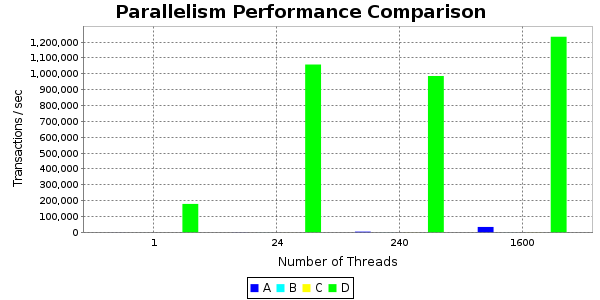 Parallelism Performance Comparison
1,200,000
1,100,000
1,000,000
900,000
800,000
700,000
600,000
500,000
400,000
300,000
200,000
100,000
0
Transactions / sec
1 24 240 1600
Number of Threads
A B C D